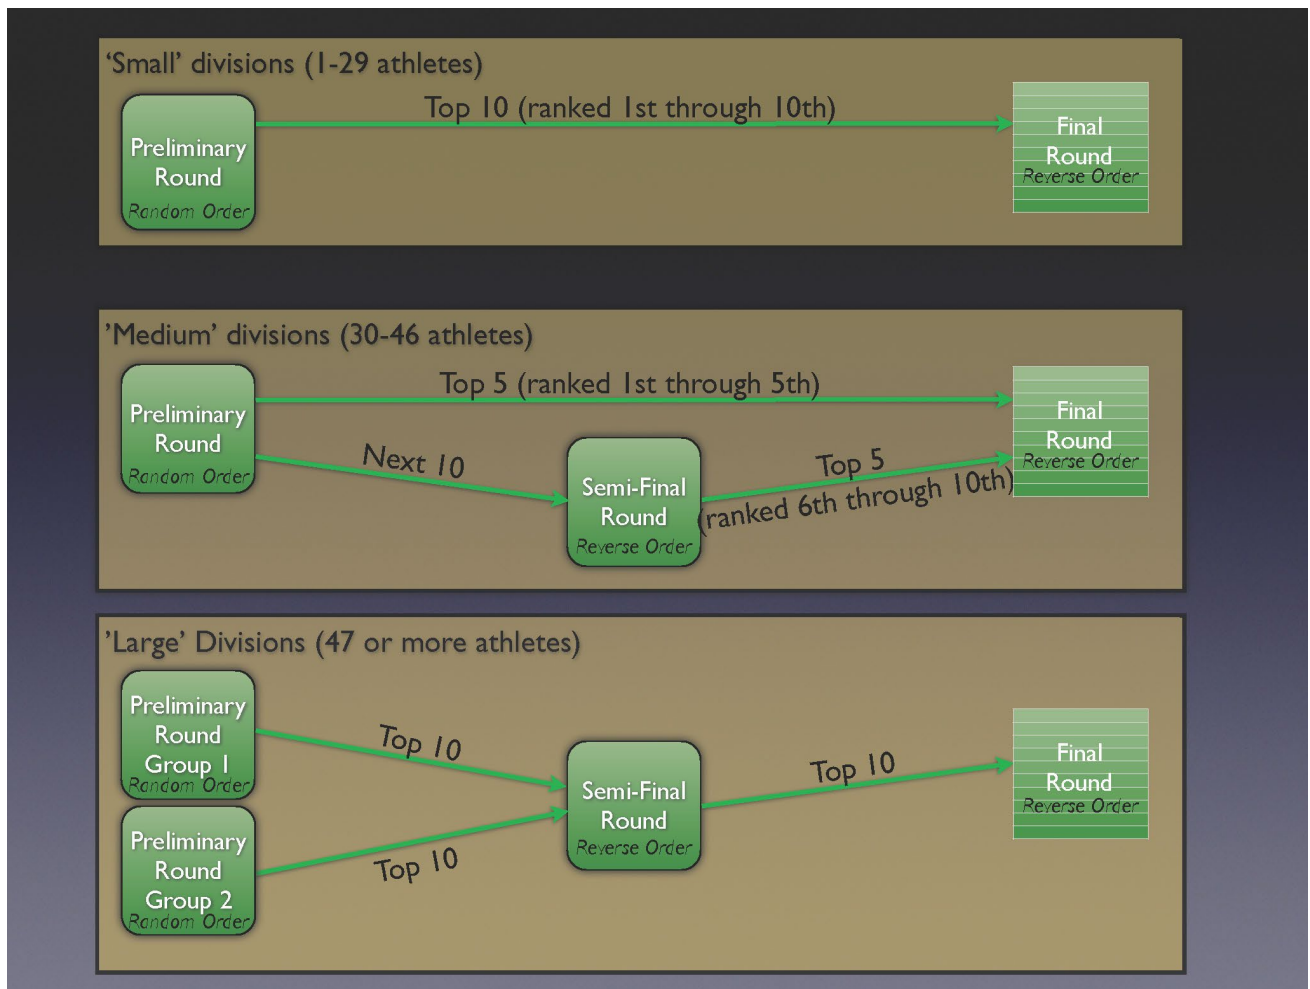 ‘Small’ divisions (1-29 athletes)
Top 10 (ranked 1st through 10th)
Preliminary
Round
Random Order
Final
Round
Reverse Order
’Medium’ divisions (30-46 athletes)
Top 5 (ranked 1st through 5th)
Preliminary
Round
Random Order
Next 10
Semi-Final
Round
Reverse Order
Top 5
(ranked 6th through 10th)
Final
Round
Reverse Order
’Large’ Divisions (47 or more athletes)
Preliminary
Round
Group 1
Random Order
Top 10
Preliminary
Round
Group 2
Random Order
Top 10
Semi-Final
Round
Reverse Order
Top 10
Final
Round
Reverse Order